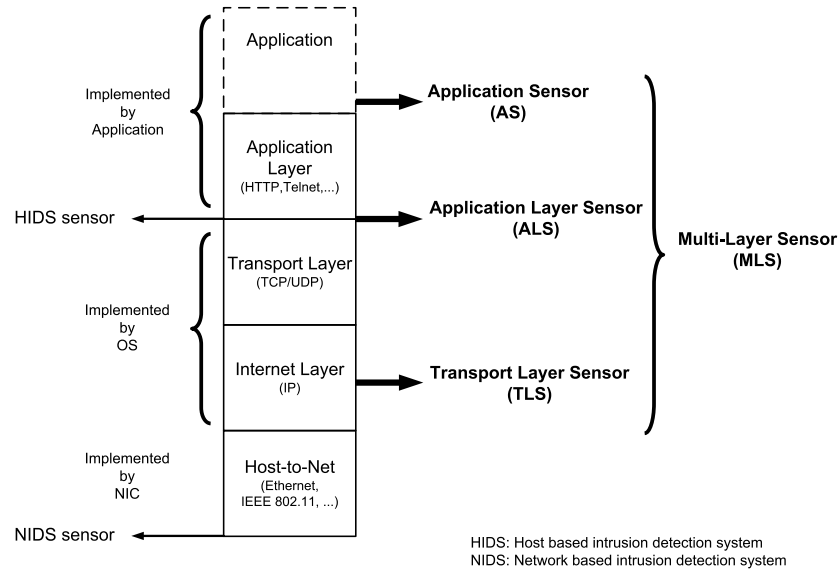 Application
Implemented
by
Application
Application Sensor
(AS)
Application
Layer
(HTTP,Telnet,...)
HIDS sensor
Application Layer Sensor
(ALS)
Multi-Layer Sensor
(MLS)
Transport Layer
(TCP/UDP)
Implemented
by
OS
Internet Layer
(IP)
Transport Layer Sensor
(TLS)
Implemented
by
NIC
Host-to-Net
(Ethernet,
IEEE 802.11, ...)
NIDS sensor
HIDS: Host based intrusion detection system
NIDS: Network based intrusion detection system